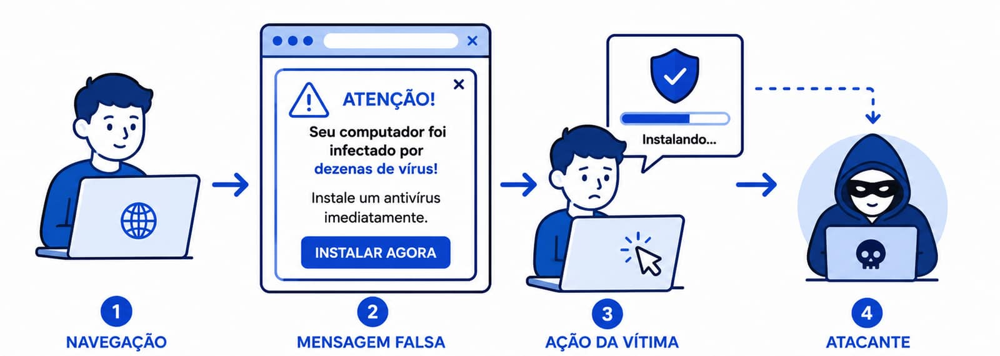 ATENÇÃO!
Seu computador foi
infectado por
dezenas de vírus!
Instale um antivírus
imediatamente.
INSTALAR AGORA
Instalando...
1
NAVEGAÇÃO
2
MENSAGEM FALSA
3
AÇÃO DA VÍTIMA
4
ATACANTE